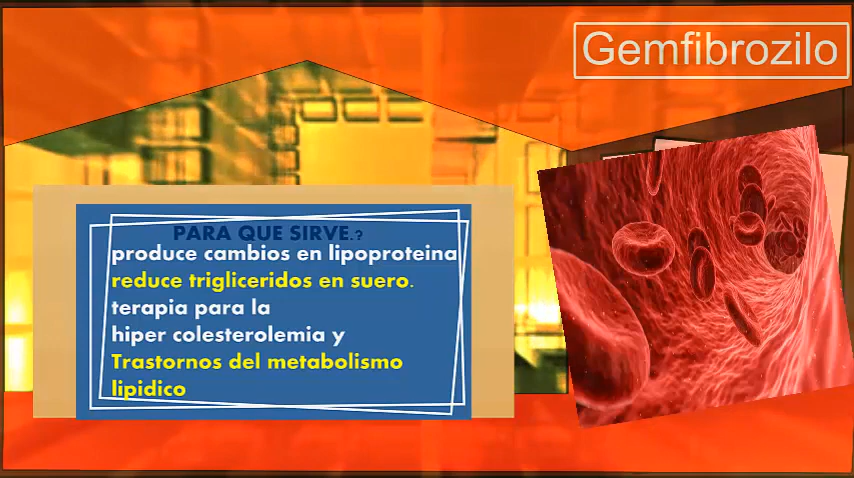 Gemfibrozilo
PARA QUE SIRVE.?
produce cambios en lipoproteina
reduce trigliceridos en suero.
terapia para la
hiper colesterolemia y
Trastornos del metabolismo
lipidico